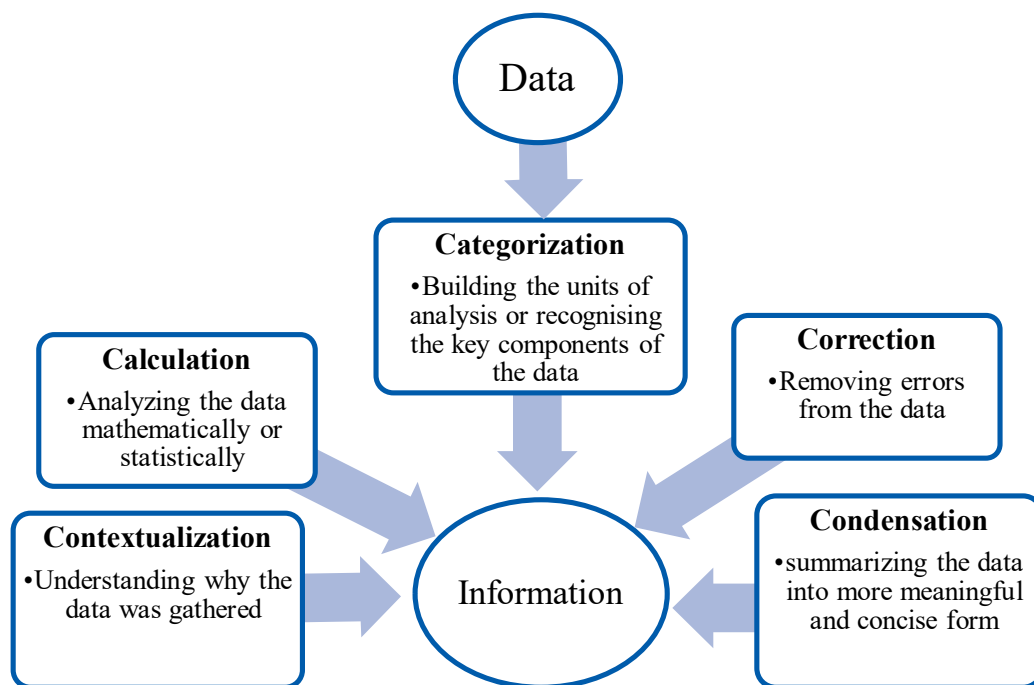 Data
Categorization
•Building the units of
analysis or recognising
the key components of
the data
Calculation
•Analyzing the data
mathematically or
statistically
Correction
•Removing errors
from the data
Contextualization
•Understanding why the
data was gathered
Information
Condensation
•summarizing the data
into more meaningful
and concise form